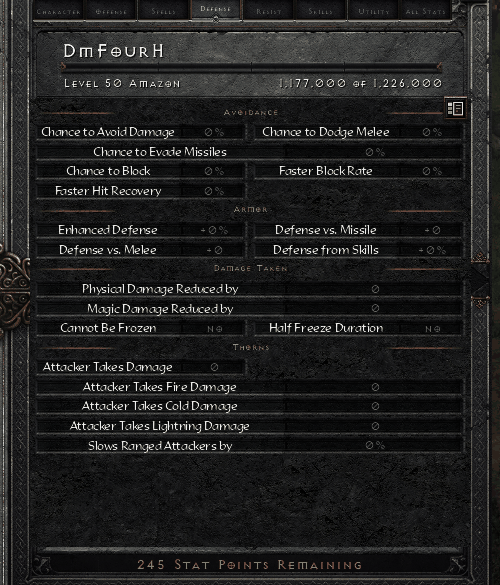 Character Offense Spells Defense Resist Skills Utility All Stats
DmFourH
Level 50 Amazon 1,177,000 of 1,226,000
Avoidance
Chance to Avoid Damage 0% Chance to Dodge Melee 0%
Chance to Evade Missiles 0%
Chance to Block 0% Faster Block Rate 0%
Faster Hit Recovery 0%
Armor
Enhanced Defense +0% Defense vs. Missile +0
Defense vs. Melee +0 Defense from Skills +0%
Damage Taken
Physical Damage Reduced by 0
Magic Damage Reduced by 0
Cannot Be Frozen No Half Freeze Duration No
Thorns
Attacker Takes Damage 0
Attacker Takes Fire Damage 0
Attacker Takes Cold Damage 0
Attacker Takes Lightning Damage 0
Slows Ranged Attackers by 0%
245 Stat Points Remaining